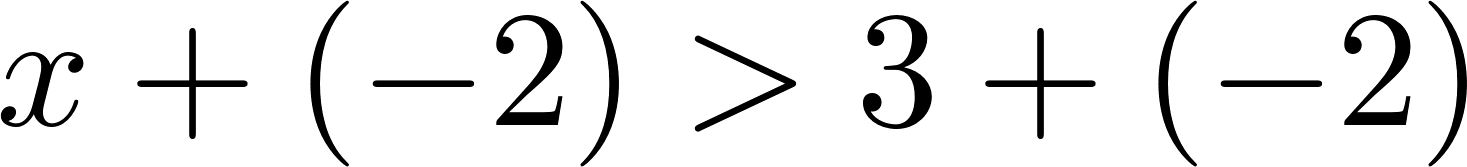 x + (−2) > 3 + (−2)